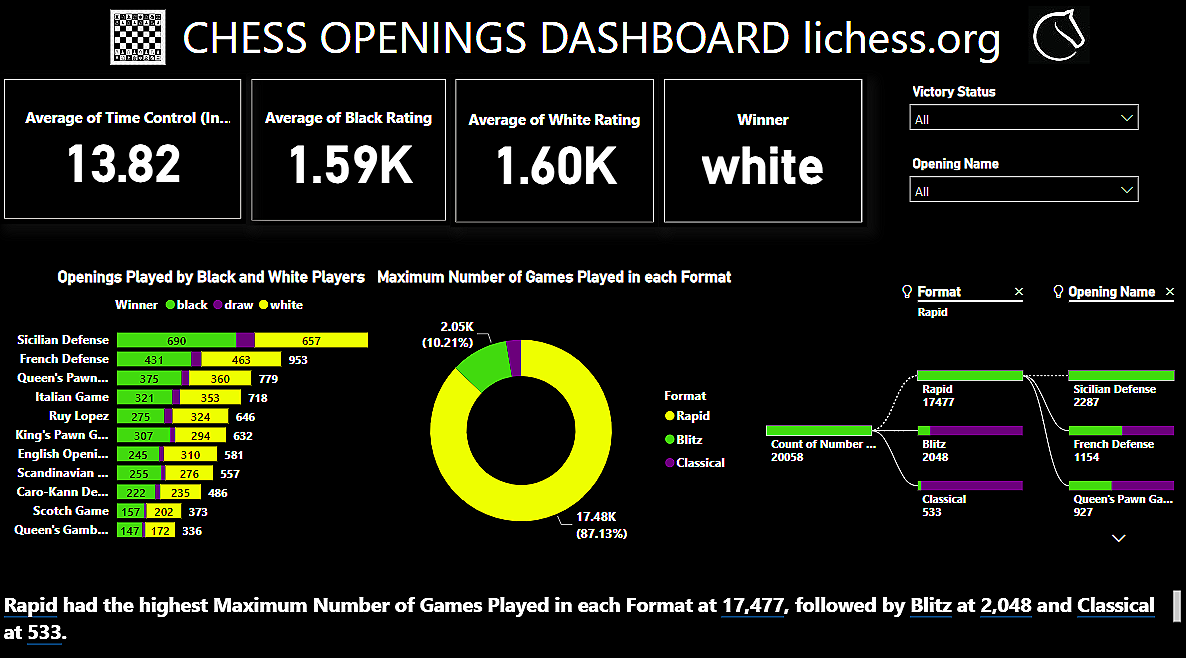 CHESS OPENINGS DASHBOARD lichess.org
Average of Time Control (In...
13.82
Average of Black Rating
1.59K
Average of White Rating
1.60K
Winner
white
Victory Status
All
Opening Name
All
Openings Played by Black and White Players
Winner black draw white
Sicilian Defense 690 657
French Defense 431 463 953
Queen's Pawn... 375 360 779
Italian Game 321 353 718
Ruy Lopez 275 324 646
King's Pawn G... 307 294 632
English Openi... 245 310 581
Scandinavian ... 255 276 557
Caro-Kann De... 222 235 486
Scotch Game 157 202 373
Queen's Gamb... 147 172 336
Maximum Number of Games Played in each Format
2.05K
(10.21%)
17.48K
(87.13%)
Format
Rapid
Blitz
Classical
Format
Rapid
Opening Name
Count of Number ...
20058
Rapid
17477
Blitz
2048
Classical
533
Sicilian Defense
2287
French Defense
1154
Queen's Pawn Ga...
927
Rapid had the highest Maximum Number of Games Played in each Format at 17,477, followed by Blitz at 2,048 and Classical
at 533.